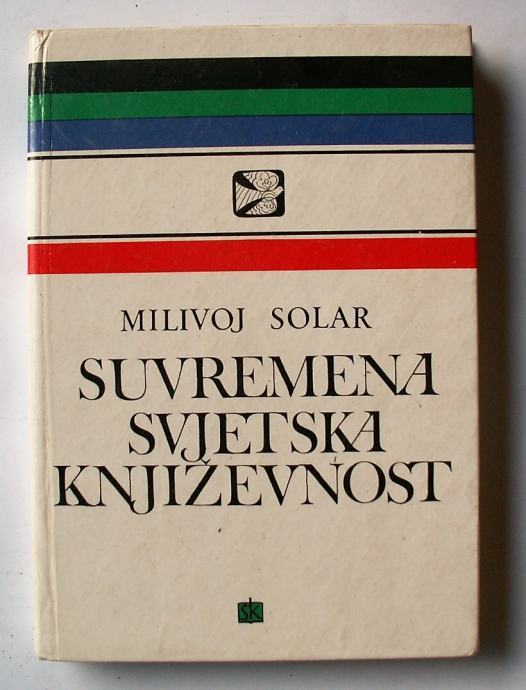 MILIVOJ SOLAR
SUVREMENA
SVJETSKA
KNJIŽEVNOST
šk